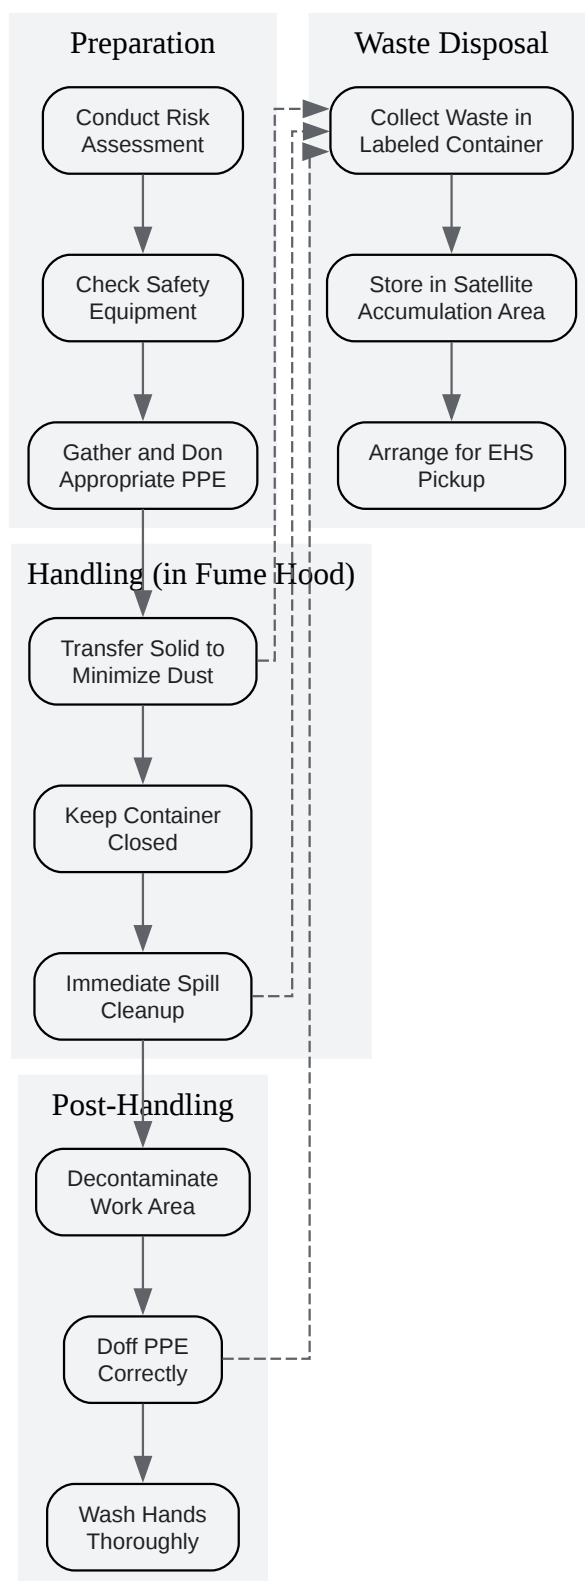 Preparation
Conduct Risk
Assessment
Check Safety
Equipment
Gather and Don
Appropriate PPE
Waste Disposal
Collect Waste in
Labeled Container
Store in Satellite
Accumulation Area
Arrange for EHS
Pickup
Handling (in Fume Hood)
Transfer Solid to
Minimize Dust
Keep Container
Closed
Immediate Spill
Cleanup
Post-Handling
Decontaminate
Work Area
Doff PPE
Correctly
Wash Hands
Thoroughly